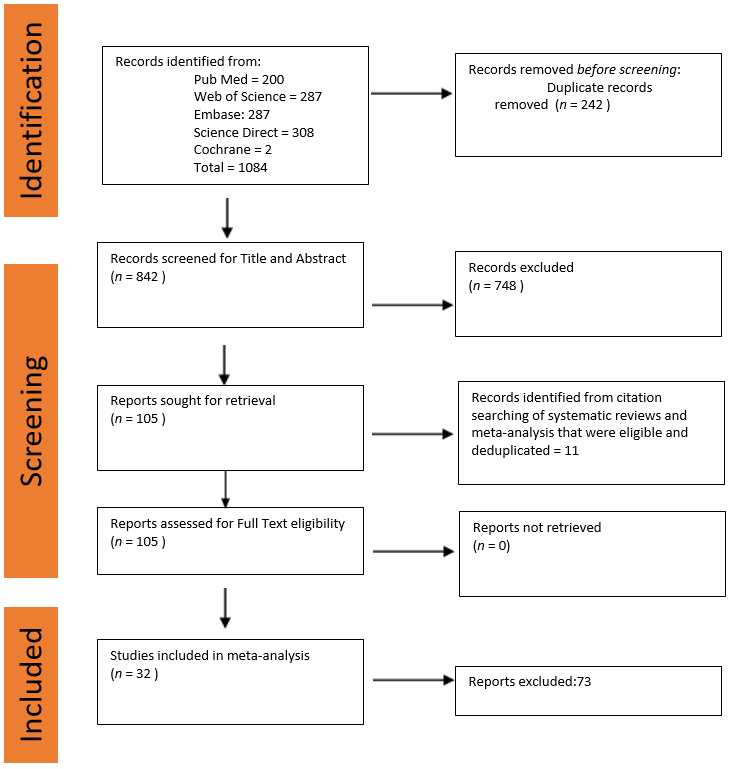 Identification
Records identified from:
Pub Med = 200
Web of Science = 287
Embase: 287
Science Direct = 308
Cochrane = 2
Total = 1084
Records removed before screening:
Duplicate records
removed (n = 242 )
Screening
Records screened for Title and Abstract
(n = 842 )
Records excluded
(n = 748 )
Reports sought for retrieval
(n = 105 )
Records identified from citation
searching of systematic reviews and
meta-analysis that were eligible and
deduplicated = 11
Reports assessed for Full Text eligibility
(n = 105 )
Reports not retrieved
(n = 0)
Included
Studies included in meta-analysis
(n = 32 )
Reports excluded:73